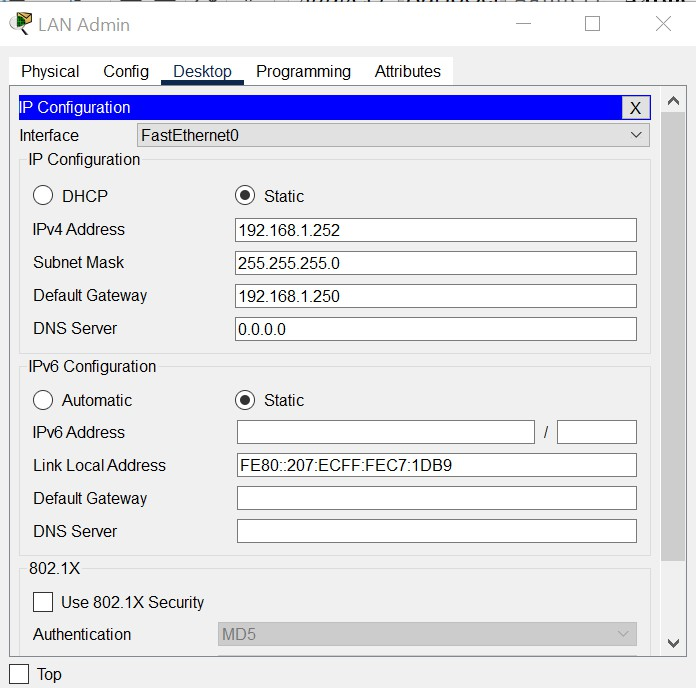 LAN Admin
Physical Config Desktop Programming Attributes
IP Configuration X
Interface FastEthernet0
IP Configuration
DHCP Static
IPv4 Address 192.168.1.252
Subnet Mask 255.255.255.0
Default Gateway 192.168.1.250
DNS Server 0.0.0.0
IPv6 Configuration
Automatic Static
IPv6 Address /
Link Local Address FE80::207:ECFF:FEC7:1DB9
Default Gateway
DNS Server
802.1X
Use 802.1X Security
Authentication MD5
Top